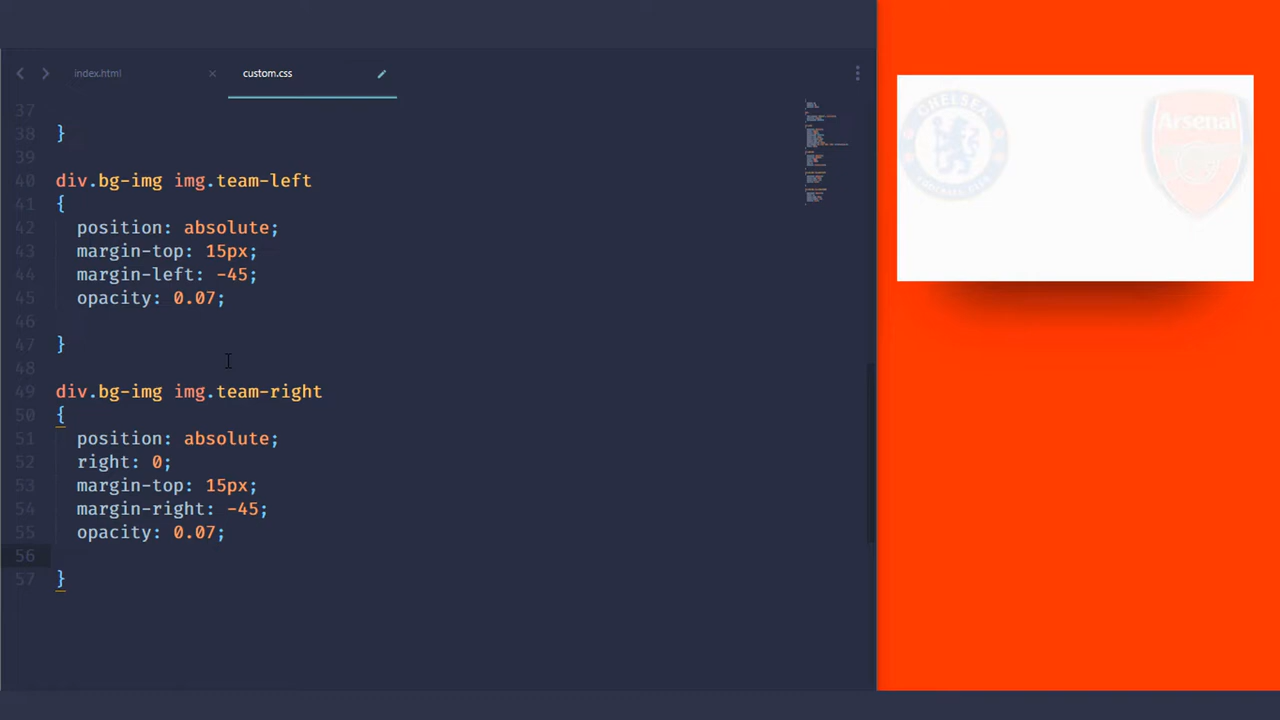 index.html
custom.css
37
38 }
39
40 div.bg-img img.team-left
41 {
42 position: absolute;
43 margin-top: 15px;
44 margin-left: -45;
45 opacity: 0.07;
46
47 }
48
49 div.bg-img img.team-right
50 {
51 position: absolute;
52 right: 0;
53 margin-top: 15px;
54 margin-right: -45;
55 opacity: 0.07;
56
57 }
CHELSEA
FOOTBALL CLUB
Arsenal